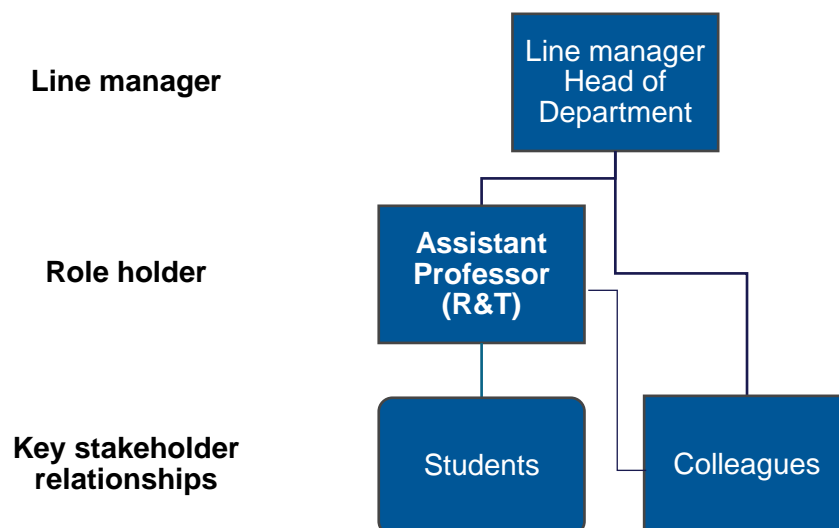 Line manager
Line manager
Head of
Department
Role holder
Assistant
Professor
(R&T)
Key stakeholder
relationships
Students
Colleagues